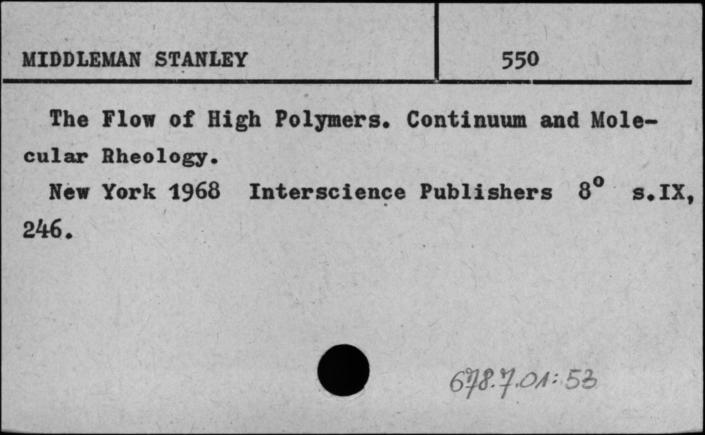 MIDDLEMAN STANLEY 550
The Flow of High Polymers. Continuum and Mole-
cular Rheology.
New York 1968 Interscience Publishers 8° s.IX,
246.
678.7.01:53